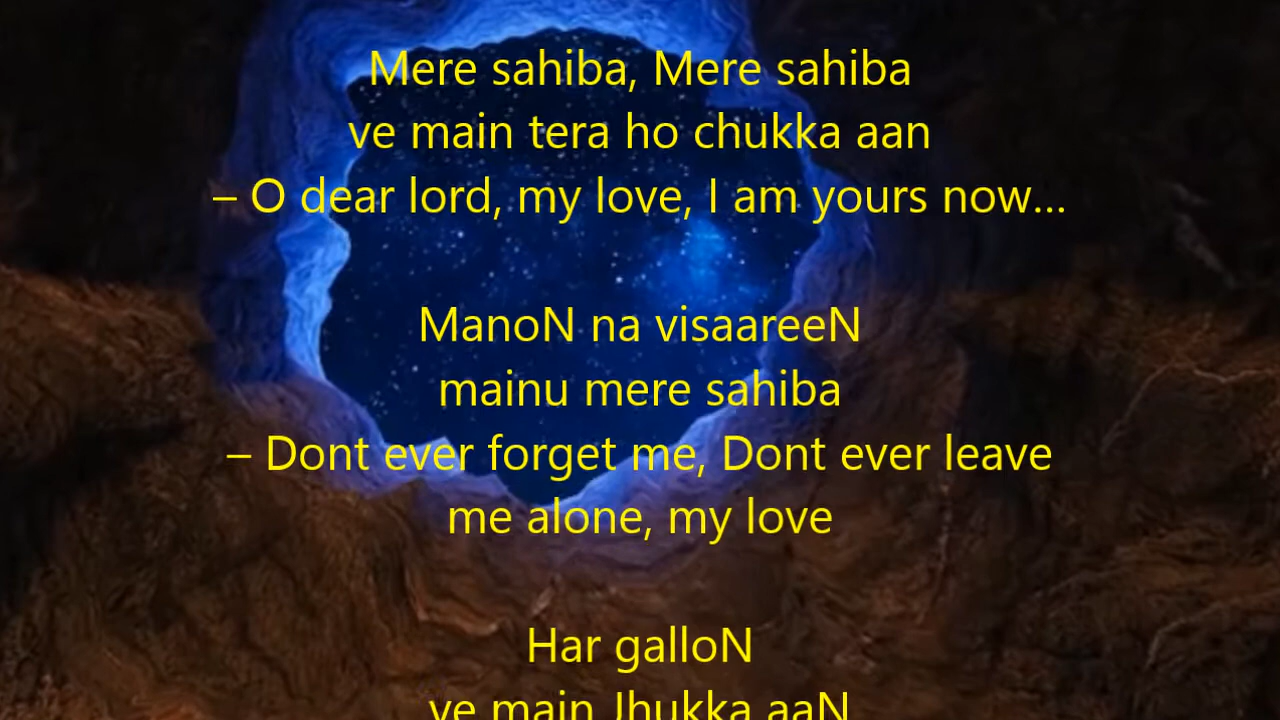 Mere sahiba, Mere sahiba
ve main tera ho chukka aan
– O dear lord, my love, I am yours now...
ManoN na visaareeN
mainu mere sahiba
– Dont ever forget me, Dont ever leave
me alone, my love
Har galloN
ve main Jhukka aaN